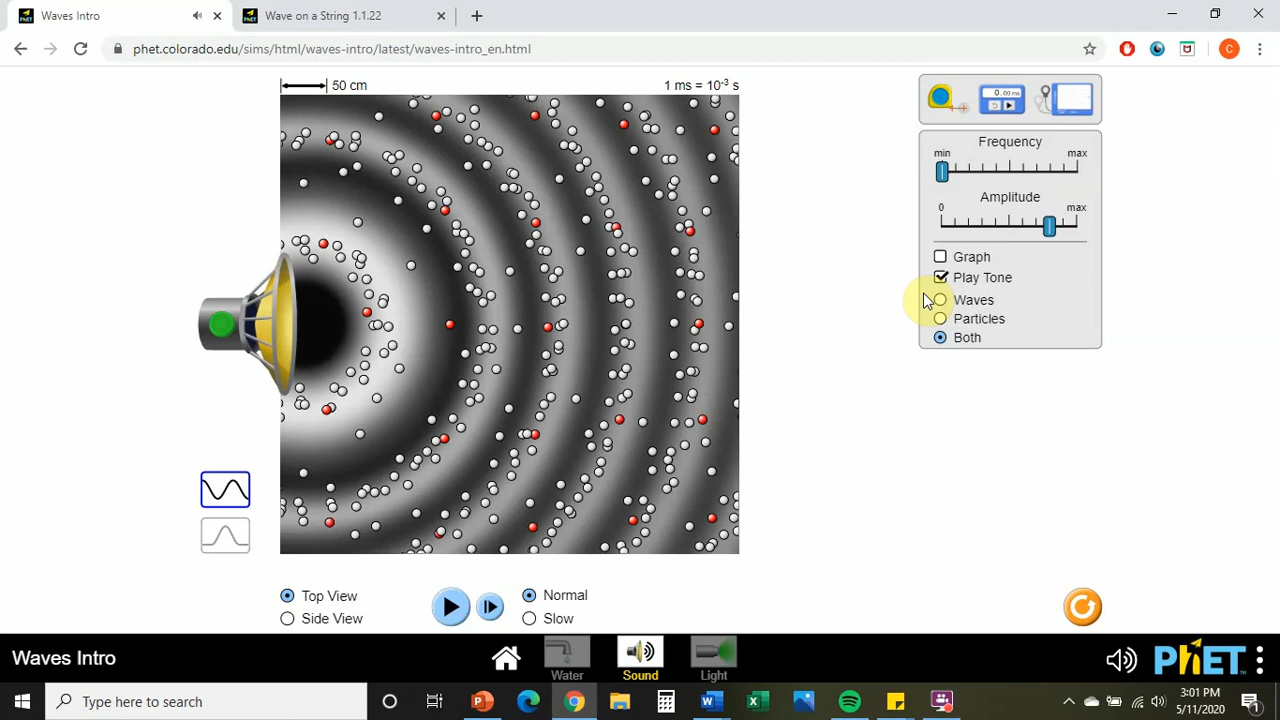 Waves Intro
Wave on a String 1.1.22
phet.colorado.edu/sims/html/waves-intro/latest/waves-intro_en.html
C
50 cm
1 ms = 10⁻³ s
0.00 ms
Frequency
min
max
Amplitude
0
max
Graph
Play Tone
Waves
Particles
Both
Top View
Side View
Normal
Slow
Waves Intro
Water
Sound
Light
PhET
Type here to search
3:01 PM
5/11/2020